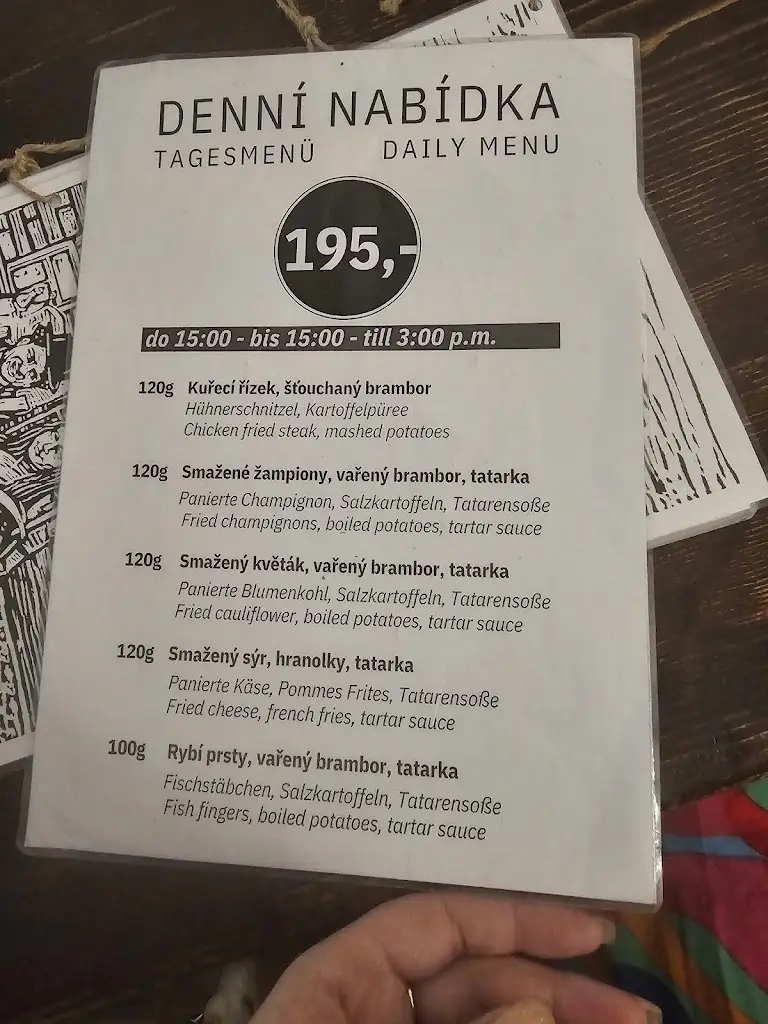 DENNÍ NABÍDKA
TAGESMENÜ DAILY MENU
195,-
do 15:00 - bis 15:00 - till 3:00 p.m.
120g Kuřecí řízek, šťouchaný brambor
Hühnerschnitzel, Kartoffelpüree
Chicken fried steak, mashed potatoes
120g Smažené žampiony, vařený brambor, tatarka
Panierte Champignon, Salzkartoffeln, Tatarensoße
Fried champignons, boiled potatoes, tartar sauce
120g Smažený květák, vařený brambor, tatarka
Panierte Blumenkohl, Salzkartoffeln, Tatarensoße
Fried cauliflower, boiled potatoes, tartar sauce
120g Smažený sýr, hranolky, tatarka
Panierte Käse, Pommes Frites, Tatarensoße
Fried cheese, french fries, tartar sauce
100g Rybí prsty, vařený brambor, tatarka
Fischstäbchen, Salzkartoffeln, Tatarensoße
Fish fingers, boiled potatoes, tartar sauce